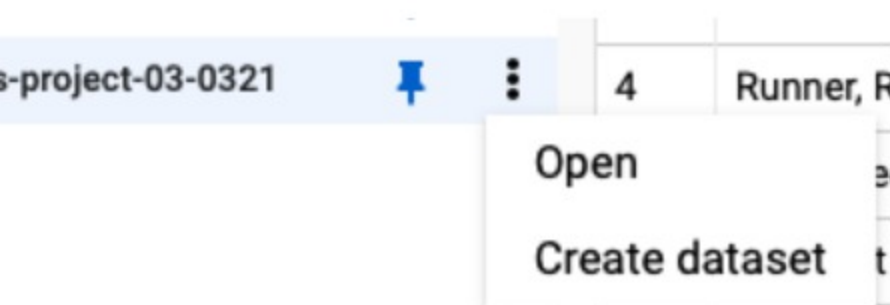 s-project-03-0321
4 Runner, R
Open
Create dataset